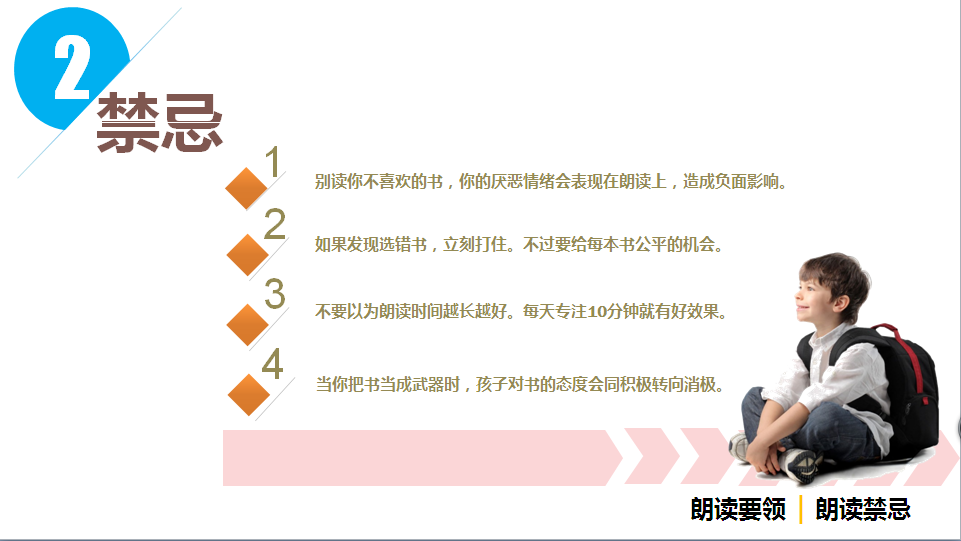 2
禁忌
1
别读你不喜欢的书，你的厌恶情绪会表现在朗读上，造成负面影响。
2
如果发现选错书，立刻打住。不过要给每本书公平的机会。
3
不要以为朗读时间越长越好。每天专注10分钟就有好效果。
4
当你把书当成武器时，孩子对书的态度会同积极转向消极。
朗读要领 | 朗读禁忌